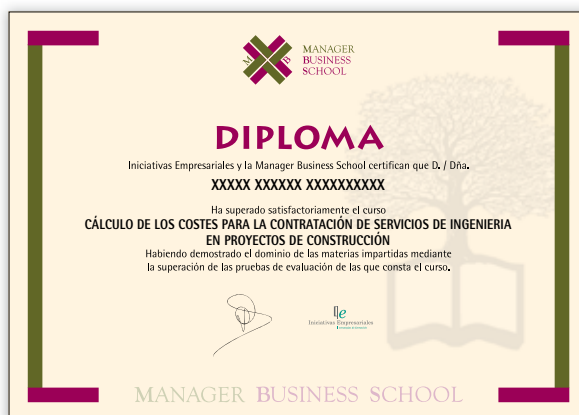 M B
MANAGER
BUSINESS
SCHOOL
DIPLOMA
Iniciativas Empresariales y la Manager Business School certifican que D. / Dña.
XXXXX XXXXXX XXXXXXXXXX
Ha superado satisfactoriamente el curso
CÁLCULO DE LOS COSTES PARA LA CONTRATACIÓN DE SERVICIOS DE INGENIERIA
EN PROYECTOS DE CONSTRUCCIÓN
Habiendo demostrado el dominio de las materias impartidas mediante
la superación de las pruebas de evaluación de las que consta el curso.
Iniciativas Empresariales
MANAGER BUSINESS SCHOOL